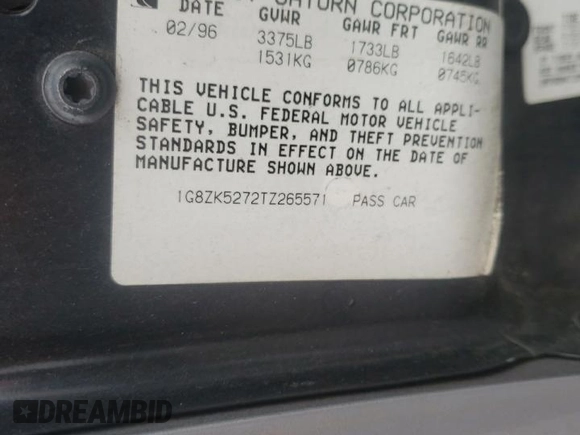 SATURN CORPORATION
02/96 GVWR GAWR FRT GAWR RR
3375LB 1733LB 1642LB
1531KG 0786KG 0745KG
THIS VEHICLE CONFORMS TO ALL APPLI-
CABLE U.S. FEDERAL MOTOR VEHICLE
SAFETY, BUMPER, AND THEFT PREVENTION
STANDARDS IN EFFECT ON THE DATE OF
MANUFACTURE SHOWN ABOVE.
1G8ZK5272TZ265571 PASS CAR
DREAMBID